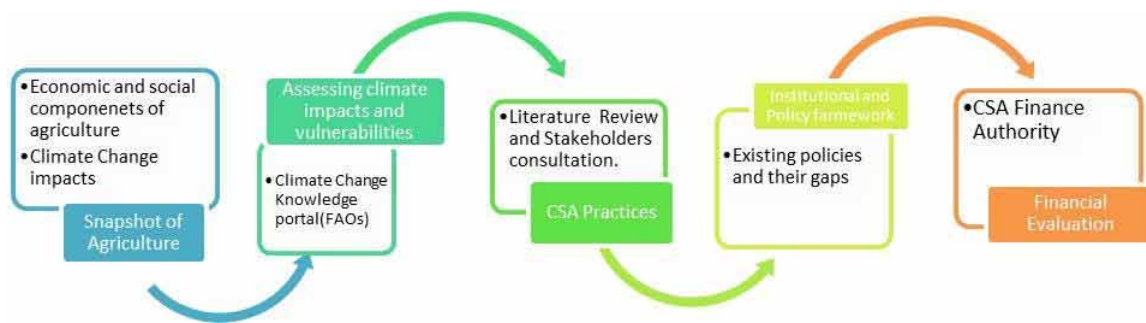 •Economic and social
componenets of
agriculture
•Climate Change
impacts
Snapshot of
Agriculture
Assessing climate
impacts and
vulnerabilities
•Climate Change
Knowledge
portal(FAOs)
•Literature Review
and Stakeholders
consultation.
CSA Practices
Institutional and
Policy farmework
•Existing policies
and their gaps
•CSA Finance
Authority
Financial
Evaluation